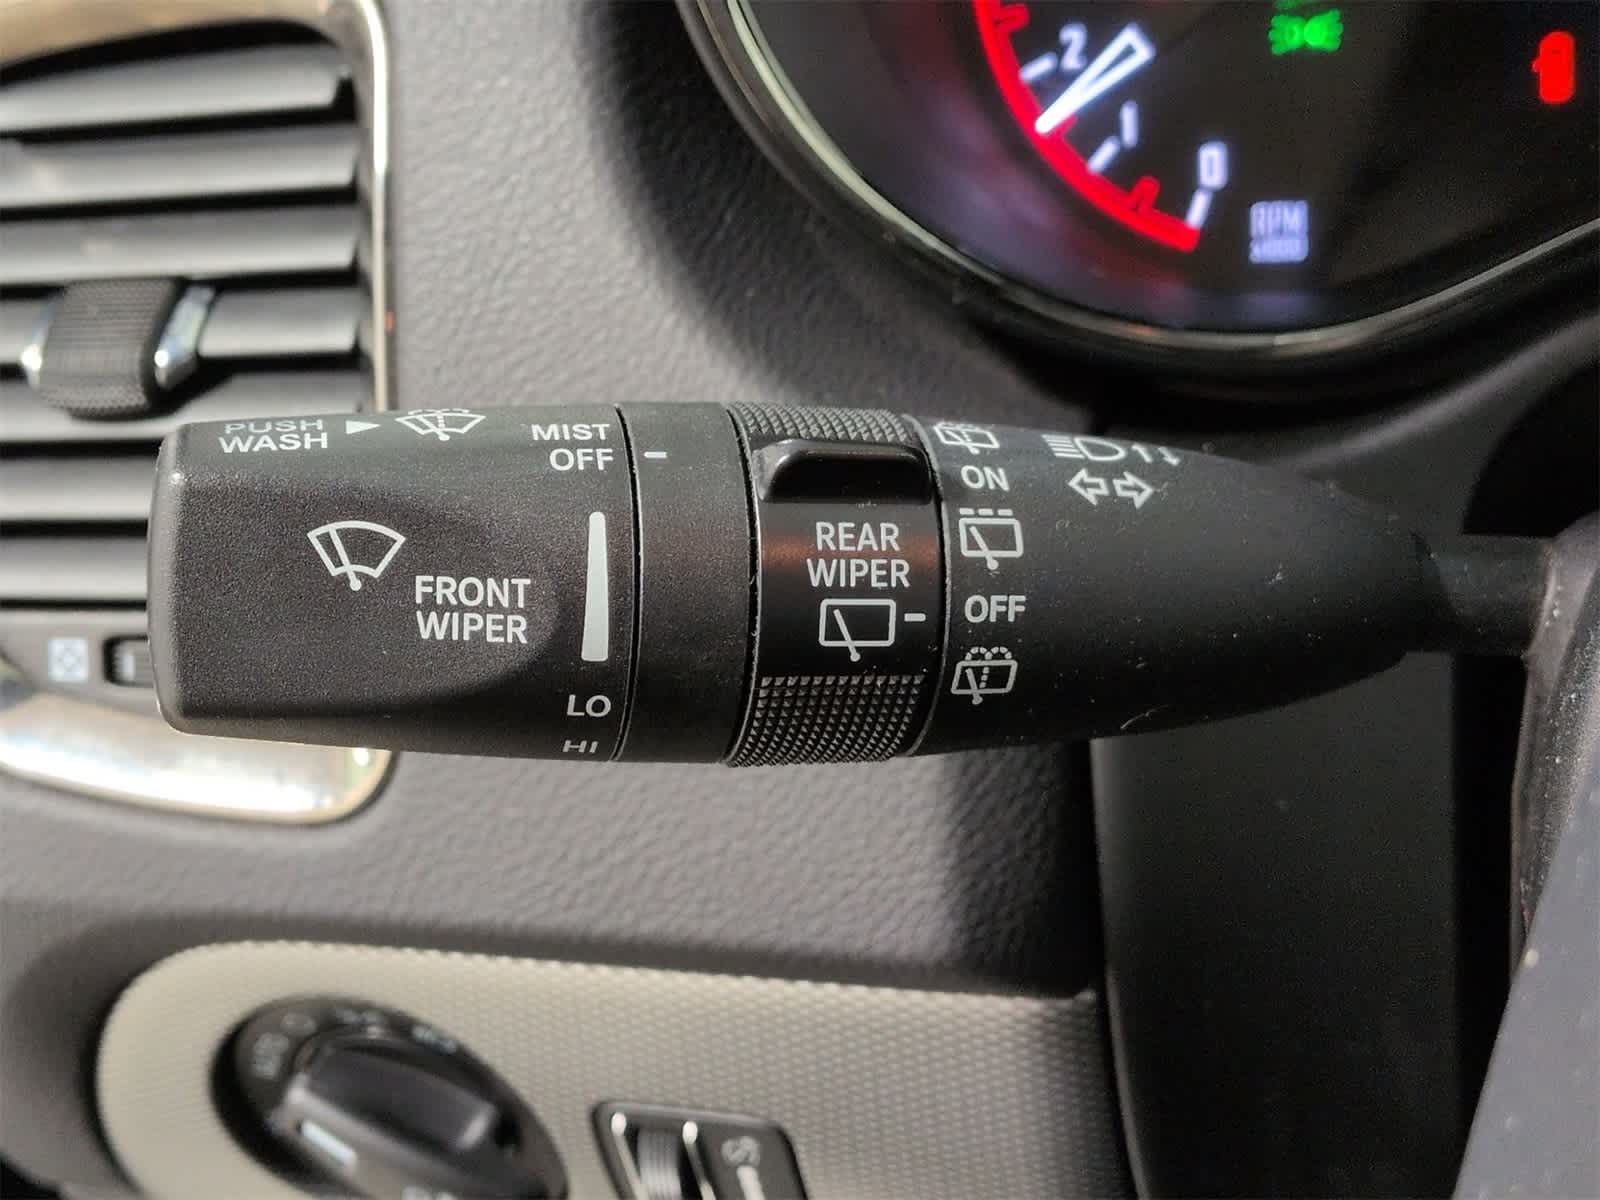 2
1
0
RPM
x1000
PUSH
WASH
MIST
OFF
FRONT
WIPER
LO
HI
REAR
WIPER
ON
OFF